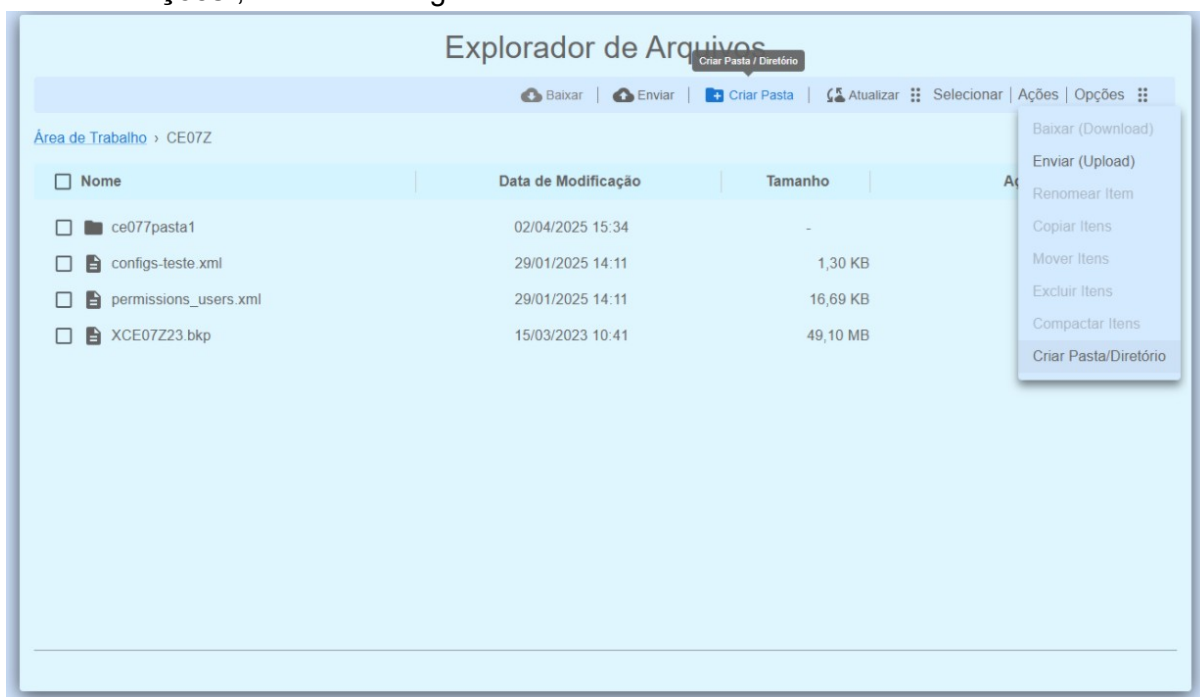 Explorador de Arquivos
Criar Pasta / Diretório
Baixar | Enviar | Criar Pasta | Atualizar Selecionar | Ações | Opções
Área de Trabalho › CE07Z
Baixar (Download)
Enviar (Upload)
Renomear Item
Copiar Itens
Mover Itens
Excluir Itens
Compactar Itens
Criar Pasta/Diretório
Nome Data de Modificação Tamanho
ce077pasta1 02/04/2025 15:34 -
configs-teste.xml 29/01/2025 14:11 1,30 KB
permissions_users.xml 29/01/2025 14:11 16,69 KB
XCE07Z23.bkp 15/03/2023 10:41 49,10 MB